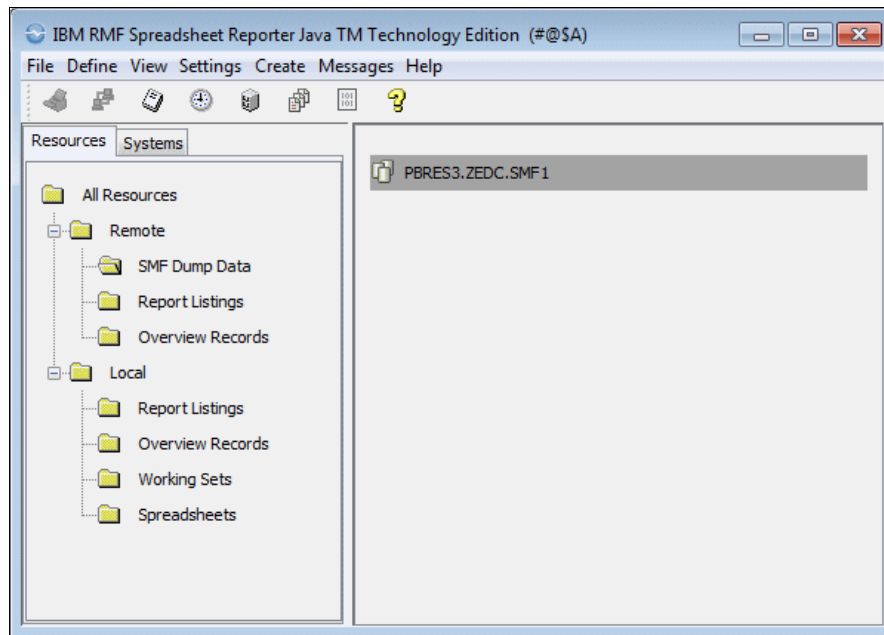 IBM RMF Spreadsheet Reporter Java TM Technology Edition (#@$A)
File Define View Settings Create Messages Help
Resources Systems
All Resources
Remote
SMF Dump Data
Report Listings
Overview Records
Local
Report Listings
Overview Records
Working Sets
Spreadsheets
PBRES3.ZEDC.SMF1